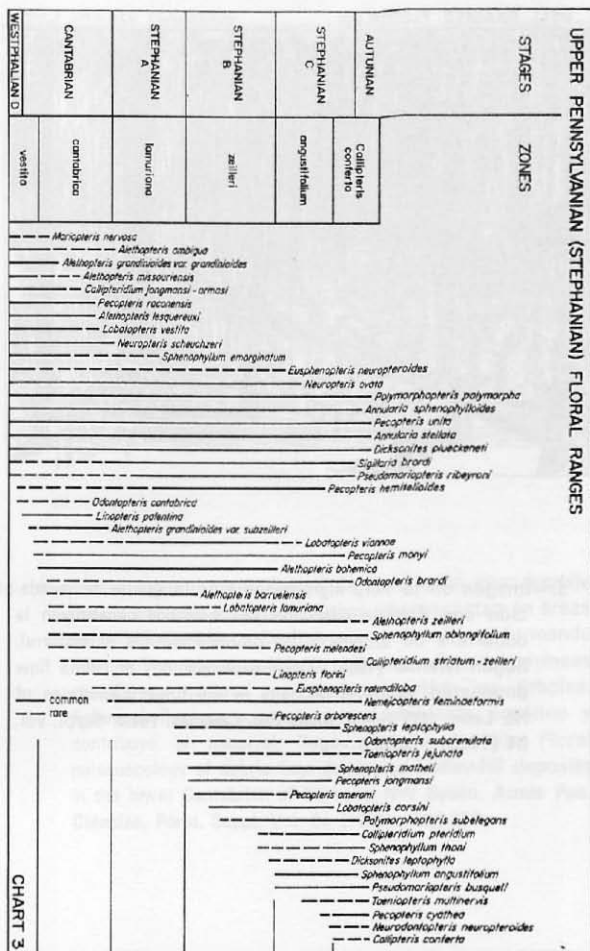 UPPER PENNSYLVANIAN (STEPHANIAN) FLORAL RANGES
STAGES
ZONES
WESTPHALIAN D
CANTABRIAN
STEPHANIAN A
STEPHANIAN B
STEPHANIAN C
AUTUNIAN
vestita
cantabrica
lamuriana
zeilleri
angustifolium
Callipteris conferta
Mariopteris nervosa
Alethopteris ambigua
Alethopteris grandinioides var. grandinioides
Alethopteris missouriensis
Callipteridium jongmansi-armasi
Pecopteris raconensis
Alethopteris lesquereuxi
Lobatopteris vestita
Neuropteris scheuchzeri
Sphenophyllum emarginatum
Eusphenopteris neuropteroides
Neuropteris ovata
Polymorphopteris polymorpha
Annularia sphenophylloides
Pecopteris unita
Annularia stellata
Dicksonites plueckeneti
Sigillaria brardi
Pseudomariopteris ribeyroni
Pecopteris hemitelioides
Odontopteris cantabrica
Linopteris palentina
Alethopteris grandinioides var. subzeilleri
Lobatopteris viannae
Pecopteris monyi
Alethopteris bohemica
Odontopteris brardi
Alethopteris barruelensis
Lobatopteris lamuriana
Alethopteris zeilleri
Sphenophyllum oblongifolium
Pecopteris melendezi
Callipteridium striatum-zeilleri
Linopteris florini
Eusphenopteris rotundiloba
Nemejcopteris feminaeformis
Pecopteris arborescens
Sphenopteris leptophylla
Odontopteris subcrenulata
Taeniopteris jejunata
Sphenopteris matheti
Pecopteris jongmansi
Pecopteris ameromi
Lobatopteris corsini
Polymorphopteris subelegans
Callipteridium pteridium
Sphenophyllum thoni
Dicksonites leptophylla
Sphenophyllum angustifolium
Pseudomariopteris busqueti
Taeniopteris multinervis
Pecopteris cyathea
Neurodontopteris neuropteroides
Callipteris conferta
common
rare
CHART 3